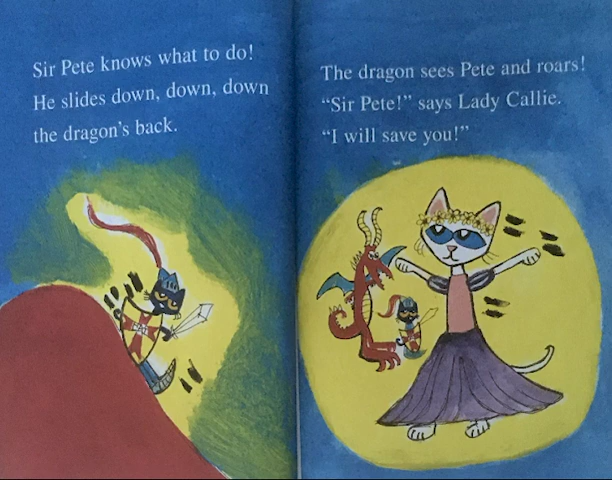 Sir Pete knows what to do!
He slides down, down, down
the dragon's back.
The dragon sees Pete and roars!
“Sir Pete!” says Lady Callie.
“I will save you!”